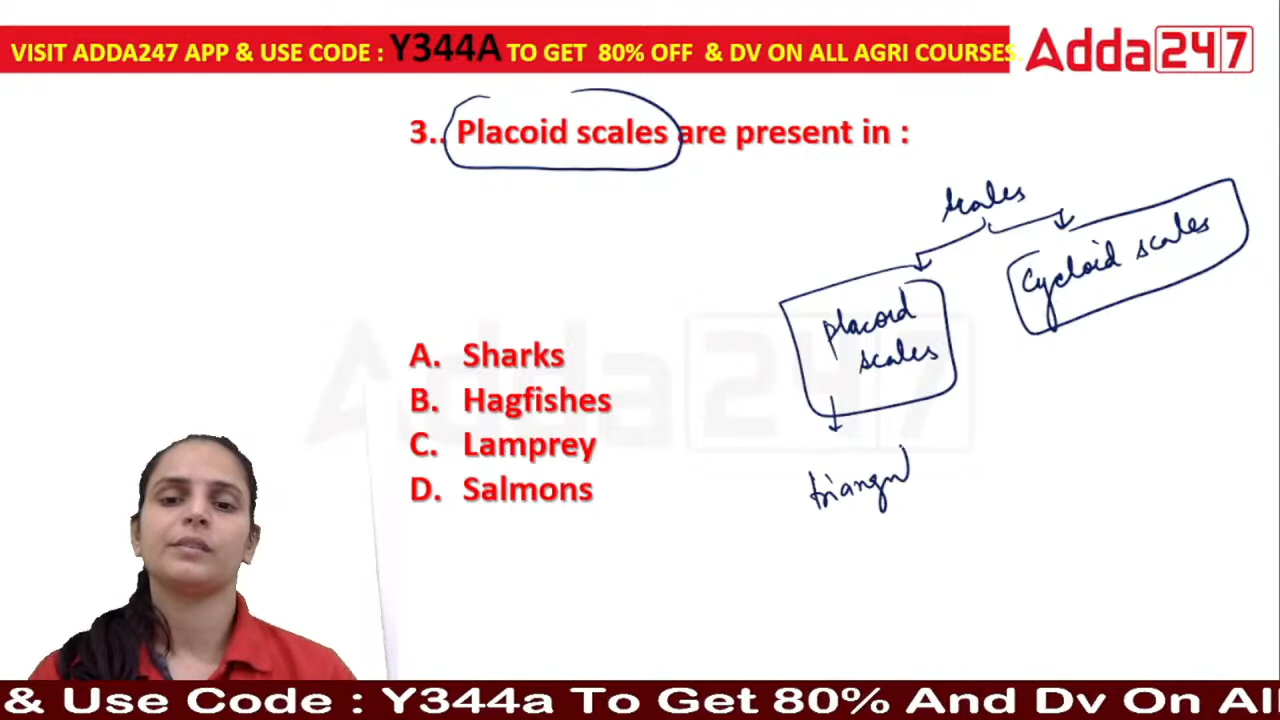 VISIT ADDA247 APP & USE CODE : Y344A TO GET 80% OFF & DV ON ALL AGRI COURSES.
Adda247
3.. Placoid scales are present in :
scales
placoid
scales
Cycloid scales
triangul
A. Sharks
B. Hagfishes
C. Lamprey
D. Salmons
Adda247
& Use Code : Y344a To Get 80% And Dv On Al